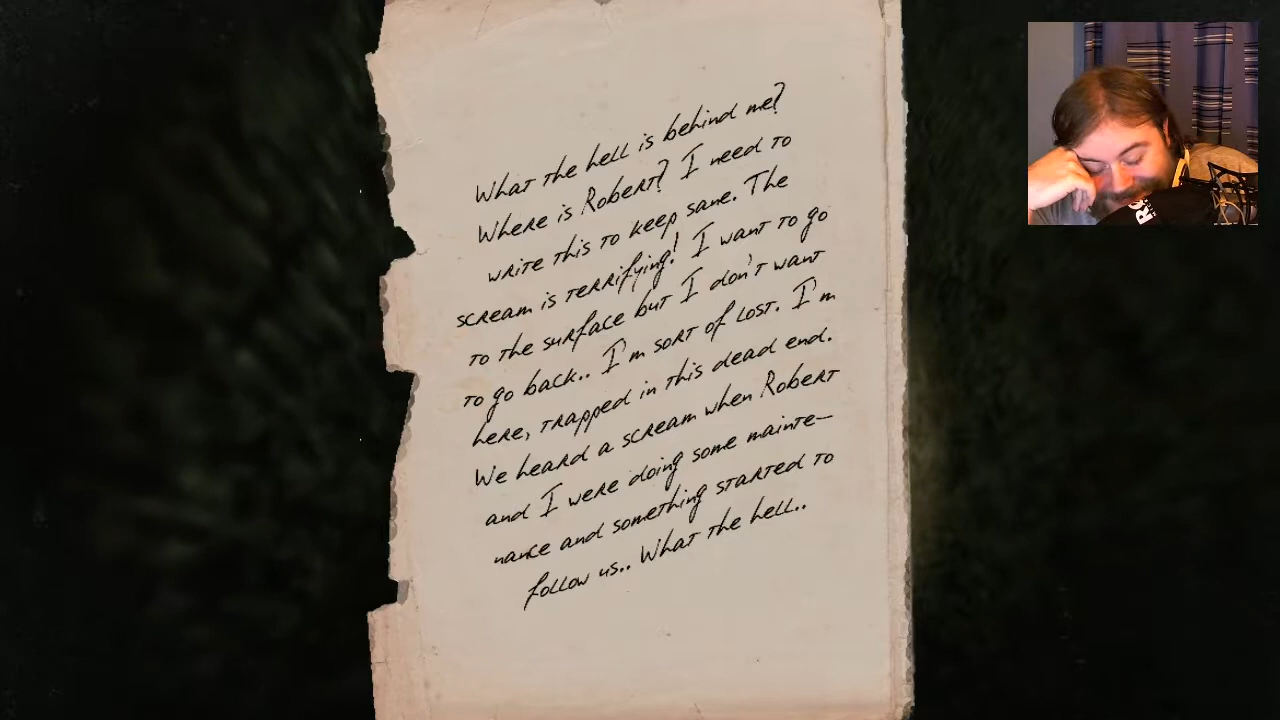 What the hell is behind me?
Where is Robert? I need to
write this to keep sane. The
scream is terrifying! I want to go
to the surface but I don't want
to go back.. I'm sort of lost. I'm
here, trapped in this dead end.
We heard a scream when Robert
and I were doing some mainte-
nance and something started to
follow us.. What the hell..